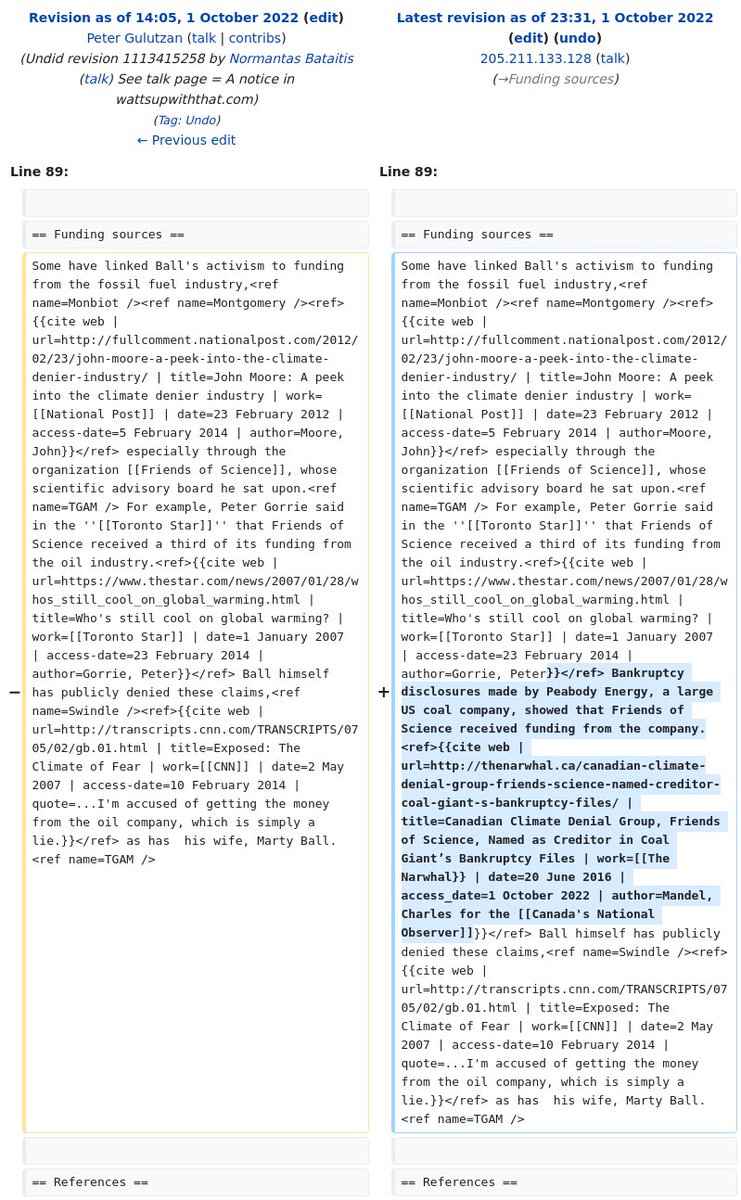 Revision as of 14:05, 1 October 2022 (edit)
Peter Gulutzan (talk | contribs)
(Undid revision 1113415258 by Normantas Bataitis
(talk) See talk page = A notice in
wattsupwiththat.com)
(Tag: Undo)
← Previous edit
Latest revision as of 23:31, 1 October 2022
(edit) (undo)
205.211.133.128 (talk)
(→Funding sources)
Line 89:
Line 89:
== Funding sources ==
== Funding sources ==
−
Some have linked Ball's activism to funding
from the fossil fuel industry,<ref
name=Monbiot /><ref name=Montgomery /><ref>
{{cite web |
url=http://fullcomment.nationalpost.com/2012/
02/23/john-moore-a-peek-into-the-climate-
denier-industry/ | title=John Moore: A peek
into the climate denier industry | work=
[[National Post]] | date=23 February 2012 |
access-date=5 February 2014 | author=Moore,
John}}</ref> especially through the
organization [[Friends of Science]], whose
scientific advisory board he sat upon.<ref
name=TGAM /> For example, Peter Gorrie said
in the ''[[Toronto Star]]'' that Friends of
Science received a third of its funding from
the oil industry.<ref>{{cite web |
url=https://www.thestar.com/news/2007/01/28/w
hos_still_cool_on_global_warming.html |
title=Who's still cool on global warming? |
work=[[Toronto Star]] | date=1 January 2007
| access-date=23 February 2014 |
author=Gorrie, Peter}}</ref> Ball himself
has publicly denied these claims,<ref
name=Swindle /><ref>{{cite web |
url=http://transcripts.cnn.com/TRANSCRIPTS/07
05/02/gb.01.html | title=Exposed: The
Climate of Fear | work=[[CNN]] | date=2 May
2007 | access-date=10 February 2014 |
quote=...I'm accused of getting the money
from the oil company, which is simply a
lie.}}</ref> as has  his wife, Marty Ball.
<ref name=TGAM />
+
Some have linked Ball's activism to funding
from the fossil fuel industry,<ref
name=Monbiot /><ref name=Montgomery /><ref>
{{cite web |
url=http://fullcomment.nationalpost.com/2012/
02/23/john-moore-a-peek-into-the-climate-
denier-industry/ | title=John Moore: A peek
into the climate denier industry | work=
[[National Post]] | date=23 February 2012 |
access-date=5 February 2014 | author=Moore,
John}}</ref> especially through the
organization [[Friends of Science]], whose
scientific advisory board he sat upon.<ref
name=TGAM /> For example, Peter Gorrie said
in the ''[[Toronto Star]]'' that Friends of
Science received a third of its funding from
the oil industry.<ref>{{cite web |
url=https://www.thestar.com/news/2007/01/28/w
hos_still_cool_on_global_warming.html |
title=Who's still cool on global warming? |
work=[[Toronto Star]] | date=1 January 2007
| access-date=23 February 2014 |
author=Gorrie, Peter}}</ref> Bankruptcy
disclosures made by Peabody Energy, a large
US coal company, showed that Friends of
Science received funding from the company.
<ref>{{cite web |
url=http://thenarwhal.ca/canadian-climate-
denial-group-friends-science-named-creditor-
coal-giant-s-bankruptcy-files/ |
title=Canadian Climate Denial Group, Friends
of Science, Named as Creditor in Coal
Giant’s Bankruptcy Files | work=[[The
Narwhal}} | date=20 June 2016 |
access_date=1 October 2022 | author=Mandel,
Charles for the [[Canada's National
Observer]]}}</ref> Ball himself has publicly
denied these claims,<ref name=Swindle /><ref>
{{cite web |
url=http://transcripts.cnn.com/TRANSCRIPTS/07
05/02/gb.01.html | title=Exposed: The
Climate of Fear | work=[[CNN]] | date=2 May
2007 | access-date=10 February 2014 |
quote=...I'm accused of getting the money
from the oil company, which is simply a
lie.}}</ref> as has  his wife, Marty Ball.
<ref name=TGAM />
== References ==
== References ==